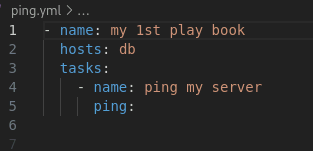 ping.yml > ...
1 - name: my 1st play book
2   hosts: db
3   tasks:
4     - name: ping my server
5       ping:
6
7